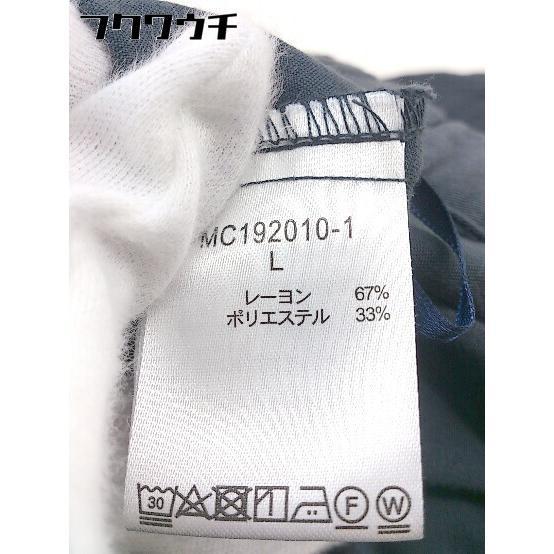 フクワウチ
MC192010-1
L
レーヨン 67%
ポリエステル 33%
30 F W